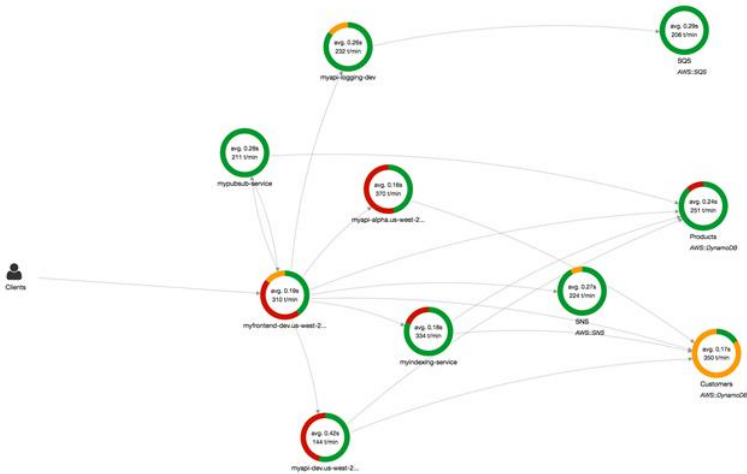 avg. 0.26s
232 t/min
myapi-logging-dev
avg. 0.29s
206 t/min
SQS
AWS::SQS
avg. 0.28s
211 t/min
mypubsub-service
avg. 0.18s
370 t/min
myapi-alpha.us-west-2...
avg. 0.24s
251 t/min
Products
AWS::DynamoDB
Clients
avg. 0.19s
310 t/min
myfrontend-dev.us-west-2...
avg. 0.27s
224 t/min
SNS
AWS::SNS
avg. 0.18s
334 t/min
myindexing-service
avg. 0.17s
350 t/min
Customers
AWS::DynamoDB
avg. 0.42s
144 t/min
myapi-dev.us-west-2...